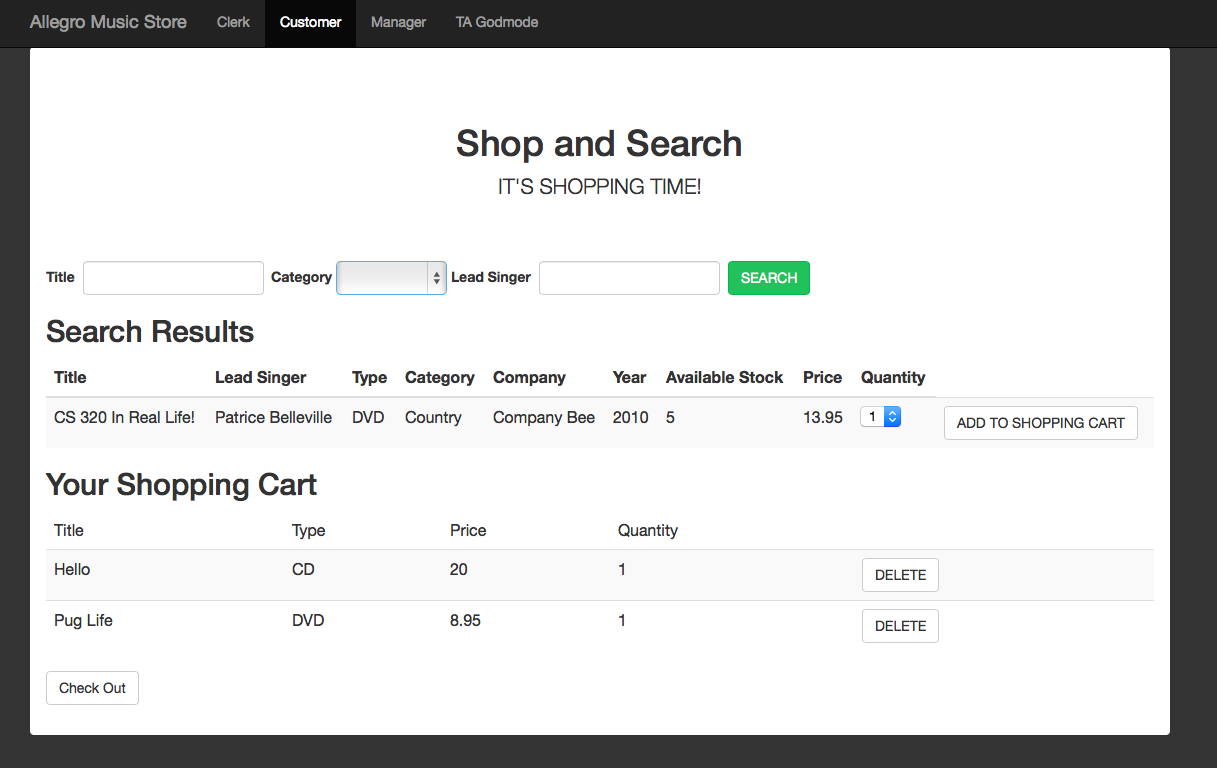 Allegro Music Store Clerk Customer Manager TA Godmode
Shop and Search
IT'S SHOPPING TIME!
Title Category Lead Singer SEARCH
Search Results
Title Lead Singer Type Category Company Year Available Stock Price Quantity
CS 320 In Real Life! Patrice Belleville DVD Country Company Bee 2010 5 13.95 1 ADD TO SHOPPING CART
Your Shopping Cart
Title Type Price Quantity
Hello CD 20 1 DELETE
Pug Life DVD 8.95 1 DELETE
Check Out